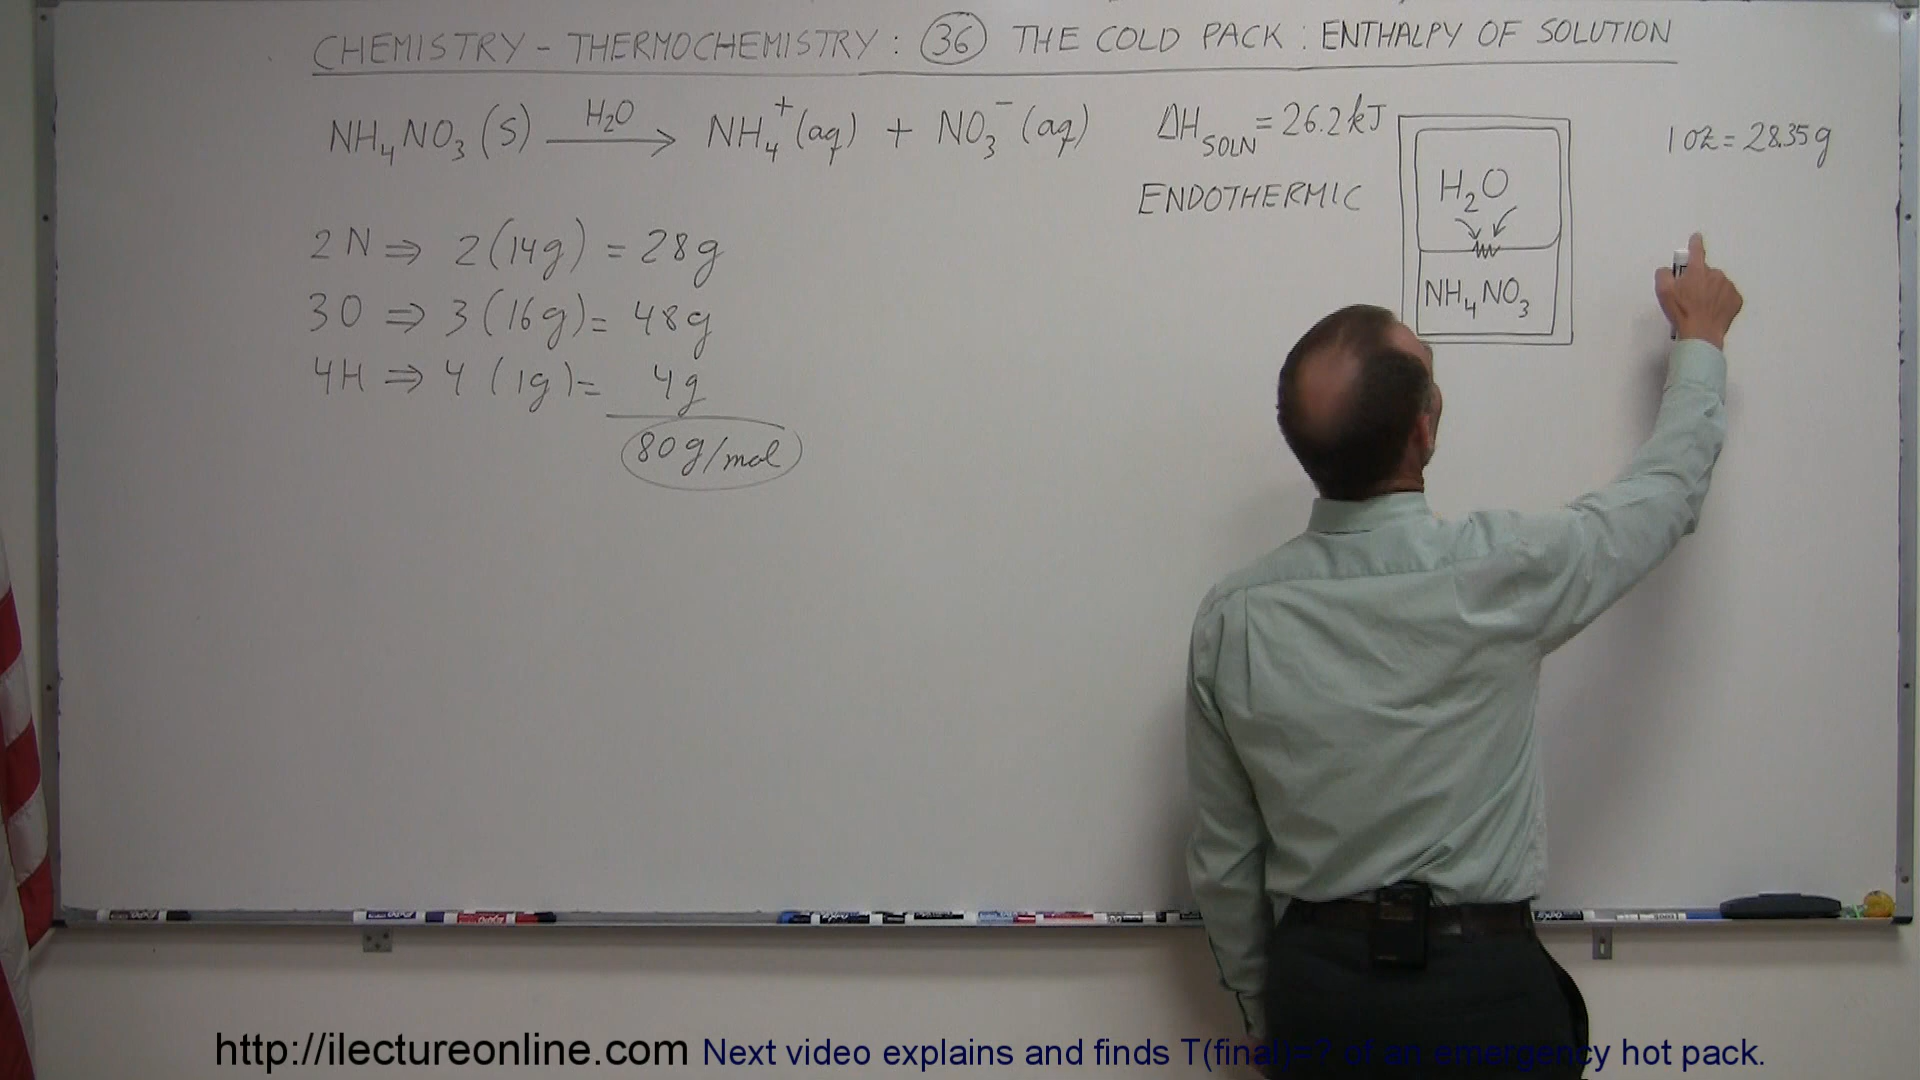 CHEMISTRY - THERMOCHEMISTRY: 36 THE COLD PACK: ENTHALPY OF SOLUTION
NH₄NO₃(S) H₂O → NH₄⁺(aq) + NO₃⁻(aq) ΔH SOLN = 26.2 kJ
ENDOTHERMIC
H₂O
NH₄NO₃
1 oz = 28.35g
2N ⇒ 2(14g) = 28g
3O ⇒ 3(16g) = 48g
4H ⇒ 4(1g) = 4g
80g/mol
http://ilectureonline.com Next video explains and finds T(final)=? of an emergency hot pack.